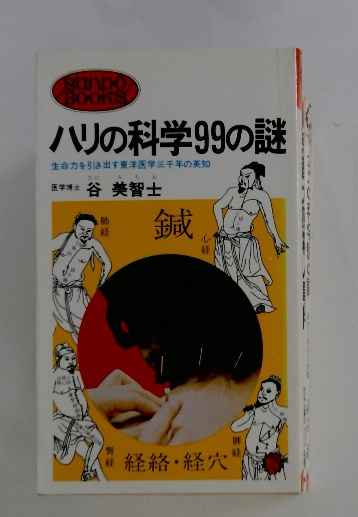 SANPO
BOOKS
ハリの科学99の謎
生命力を引き出す東洋医学三千年の英知
医学博士 谷 美智士
たに みちお
鍼
肺経
心経
腎経
脾経
経絡・経穴